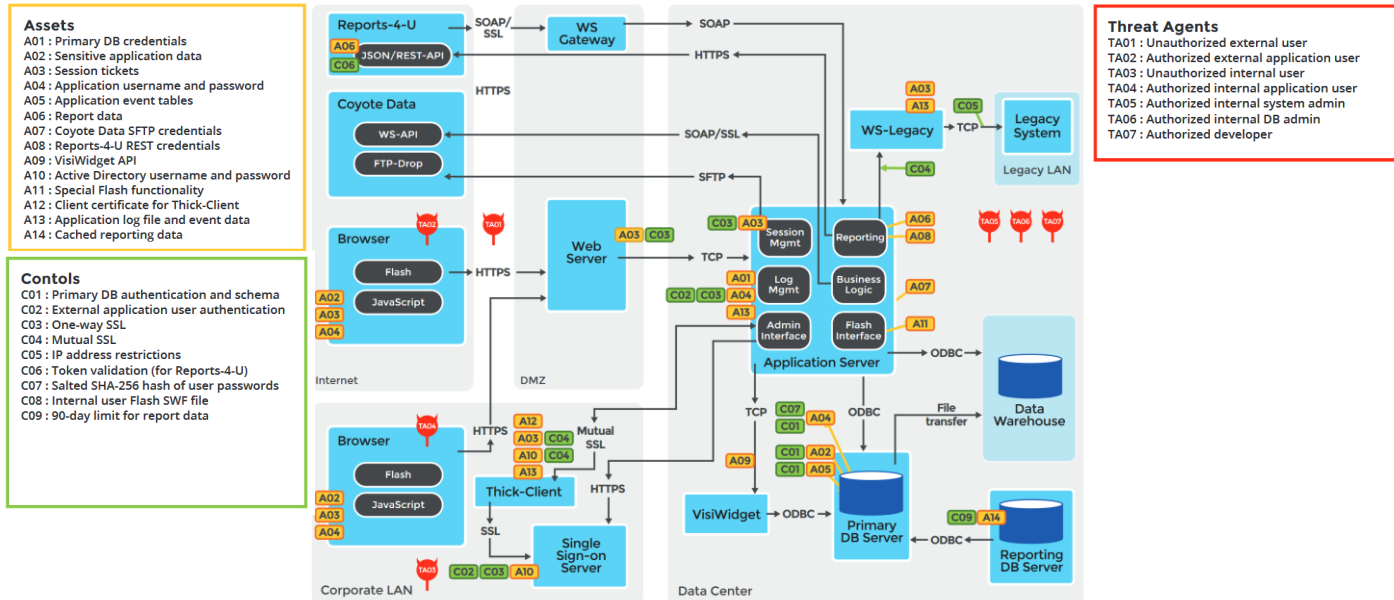 Assets
A01 : Primary DB credentials
A02 : Sensitive application data
A03 : Session tickets
A04 : Application username and password
A05 : Application event tables
A06 : Report data
A07 : Coyote Data SFTP credentials
A08 : Reports-4-U REST credentials
A09 : VisiWidget API
A10 : Active Directory username and password
A11 : Special Flash functionality
A12 : Client certificate for Thick-Client
A13 : Application log file and event data
A14 : Cached reporting data
Contols
C01 : Primary DB authentication and schema
C02 : External application user authentication
C03 : One-way SSL
C04 : Mutual SSL
C05 : IP address restrictions
C06 : Token validation (for Reports-4-U)
C07 : Salted SHA-256 hash of user passwords
C08 : Internal user Flash SWF file
C09 : 90-day limit for report data
Reports-4-U
A06
C06
JSON/REST-API
SOAP/
SSL
WS
Gateway
SOAP
HTTPS
HTTPS
Coyote Data
WS-API
FTP-Drop
SOAP/SSL
SFTP
TA02
TA01
Browser
Flash
JavaScript
A02
A03
A04
HTTPS
Internet
Web
Server
A03
C03
TCP
DMZ
C03
A03
Session
Mgmt
Reporting
A06
A08
A01
C02
C03
A04
A13
Log
Mgmt
Business
Logic
A07
Admin
Interface
Flash
Interface
A11
Application Server
A03
A13
WS-Legacy
C05
TCP
Legacy
System
Legacy LAN
C04
TA05
TA06
TA07
ODBC
Data
Warehouse
File
transfer
TCP
ODBC
C07
C01
A04
C01
A02
C01
A05
A09
VisiWidget
ODBC
Primary
DB Server
ODBC
C09
A14
Reporting
DB Server
Data Center
TA04
Browser
Flash
JavaScript
A02
A03
A04
HTTPS
A12
A03
C04
A10
C04
A13
Mutual
SSL
Thick-Client
HTTPS
SSL
Single
Sign-on
Server
C02
C03
A10
TA03
Corporate LAN
Threat Agents
TA01 : Unauthorized external user
TA02 : Authorized external application user
TA03 : Unauthorized internal user
TA04 : Authorized internal application user
TA05 : Authorized internal system admin
TA06 : Authorized internal DB admin
TA07 : Authorized developer